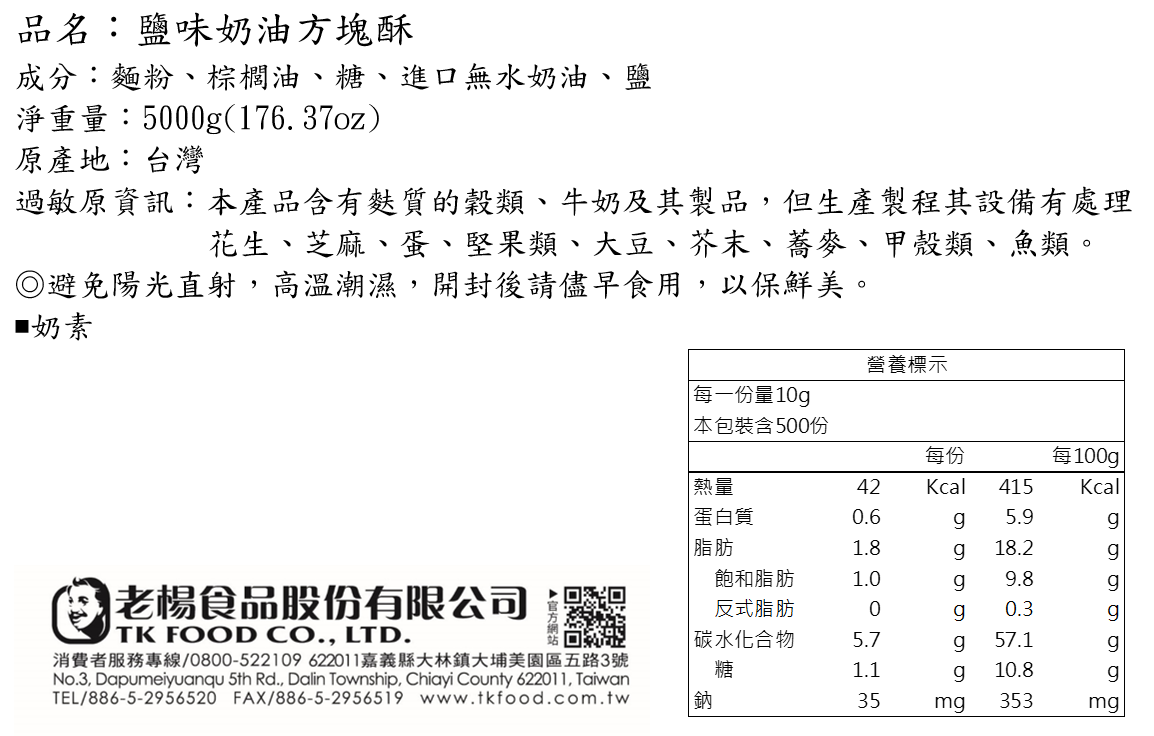 品名：鹽味奶油方塊酥
成分：麵粉、棕櫚油、糖、進口無水奶油、鹽
淨重量：5000g(176.37oz)
原產地：台灣
過敏原資訊：本產品含有麩質的穀類、牛奶及其製品，但生產製程其設備有處理
花生、芝麻、蛋、堅果類、大豆、芥末、蕎麥、甲殼類、魚類。
◎避免陽光直射，高溫潮濕，開封後請儘早食用，以保鮮美。
■奶素
營養標示
每一份量10g
本包裝含500份
每份 每100g
熱量 42 Kcal 415 Kcal
蛋白質 0.6 g 5.9 g
脂肪 1.8 g 18.2 g
飽和脂肪 1.0 g 9.8 g
反式脂肪 0 g 0.3 g
碳水化合物 5.7 g 57.1 g
糖 1.1 g 10.8 g
鈉 35 mg 353 mg
老楊食品股份有限公司
TK FOOD CO., LTD.
▶官方網站
消費者服務專線/0800-522109 622011嘉義縣大林鎮大埔美園區五路3號
No.3, Dapumeiyuanqu 5th Rd., Dalin Township, Chiayi County 622011, Taiwan
TEL/886-5-2956520 FAX/886-5-2956519 www.tkfood.com.tw